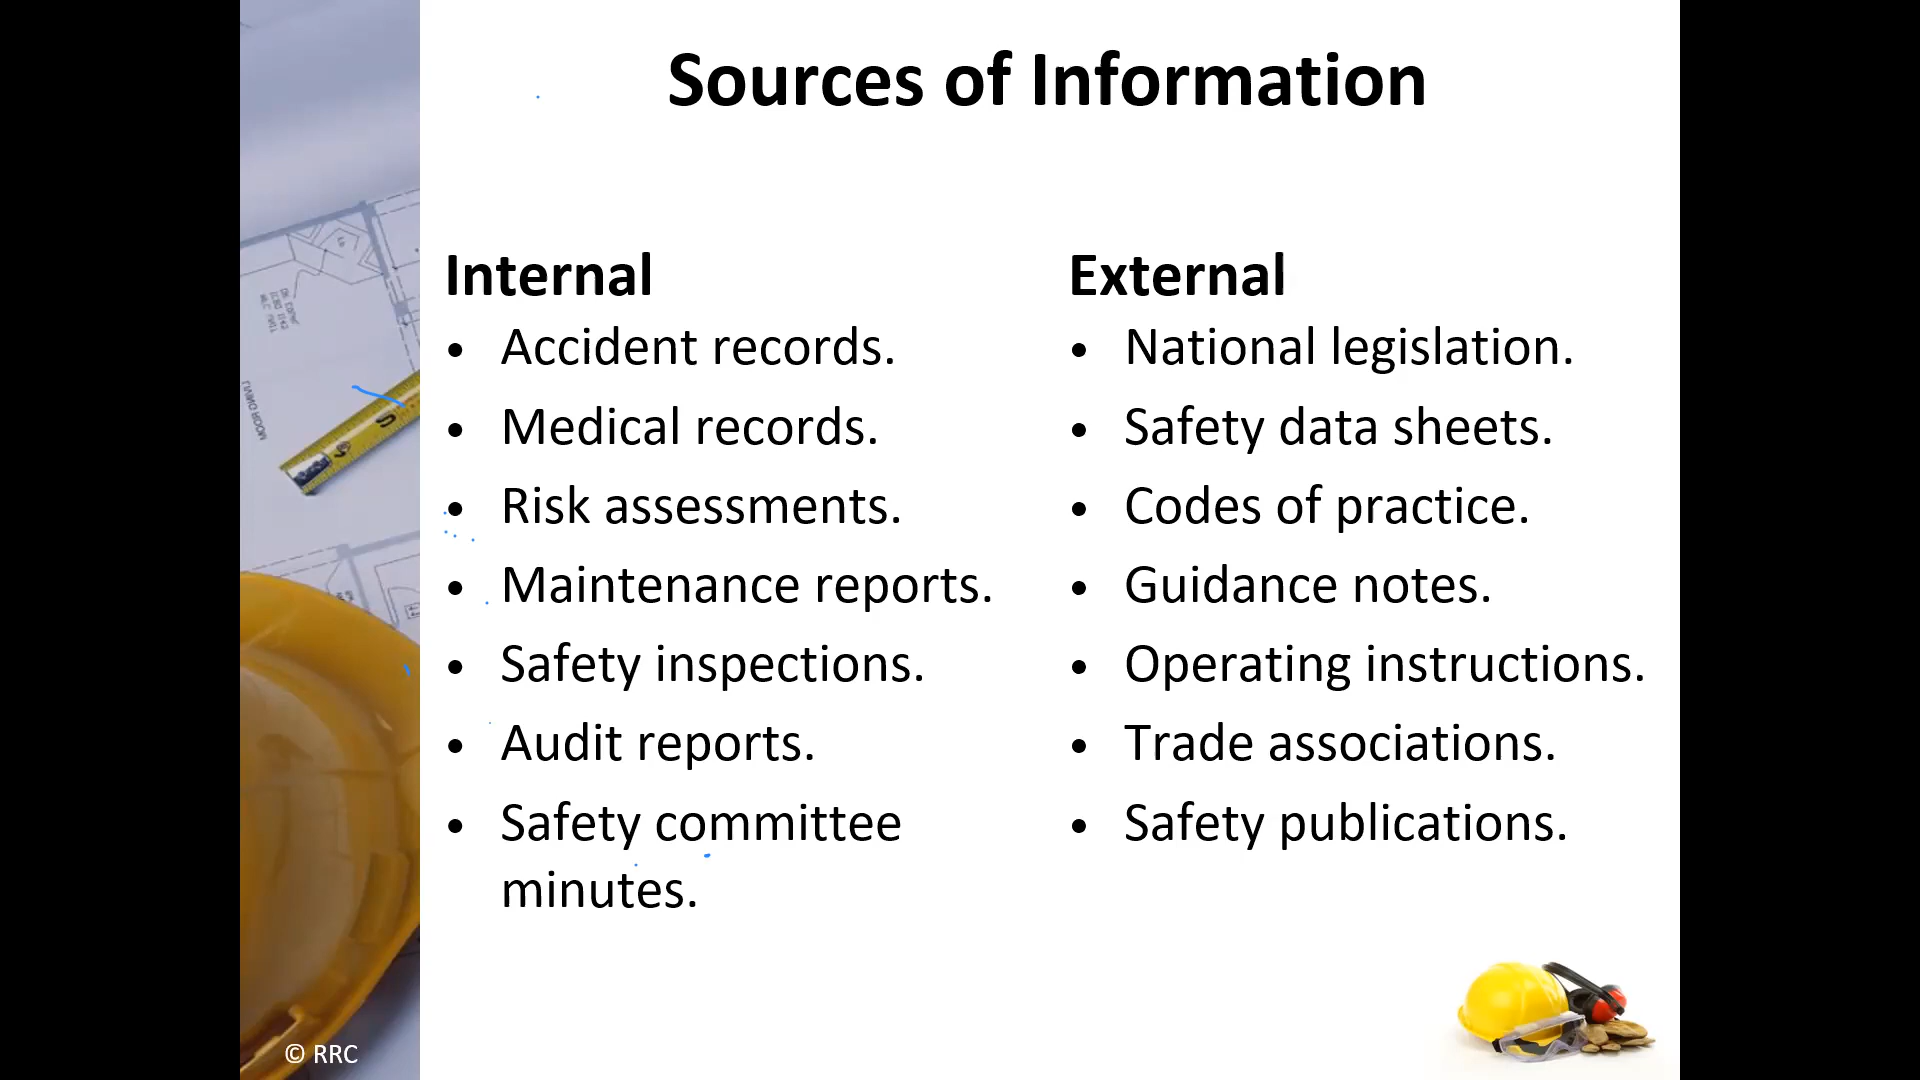 Sources of Information
Internal
• Accident records.
• Medical records.
• Risk assessments.
• Maintenance reports.
• Safety inspections.
• Audit reports.
• Safety committee
minutes.
External
• National legislation.
• Safety data sheets.
• Codes of practice.
• Guidance notes.
• Operating instructions.
• Trade associations.
• Safety publications.
© RRC